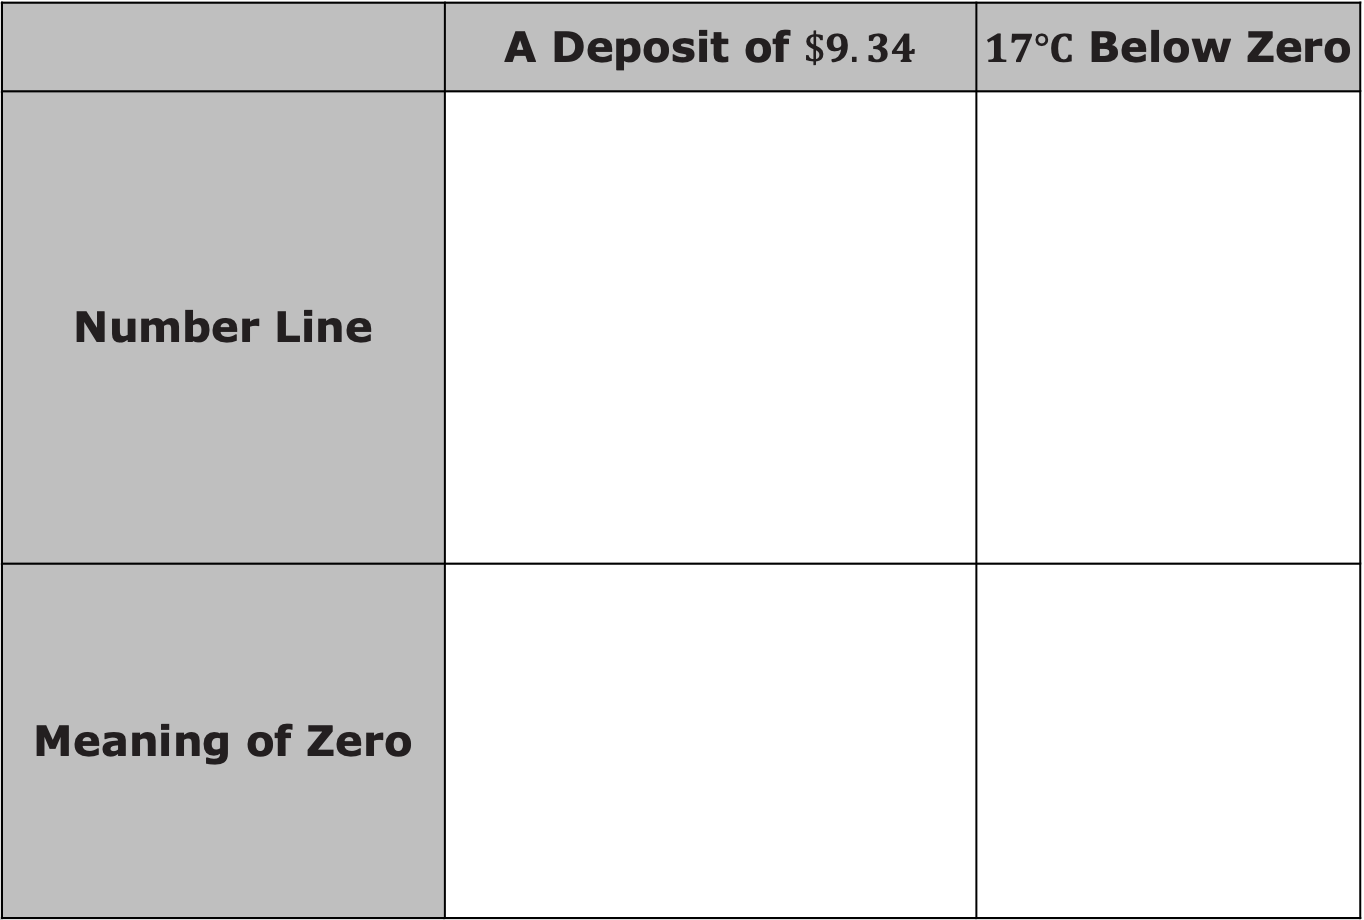 A Deposit of $9.34
17°C Below Zero
Number Line
Meaning of Zero